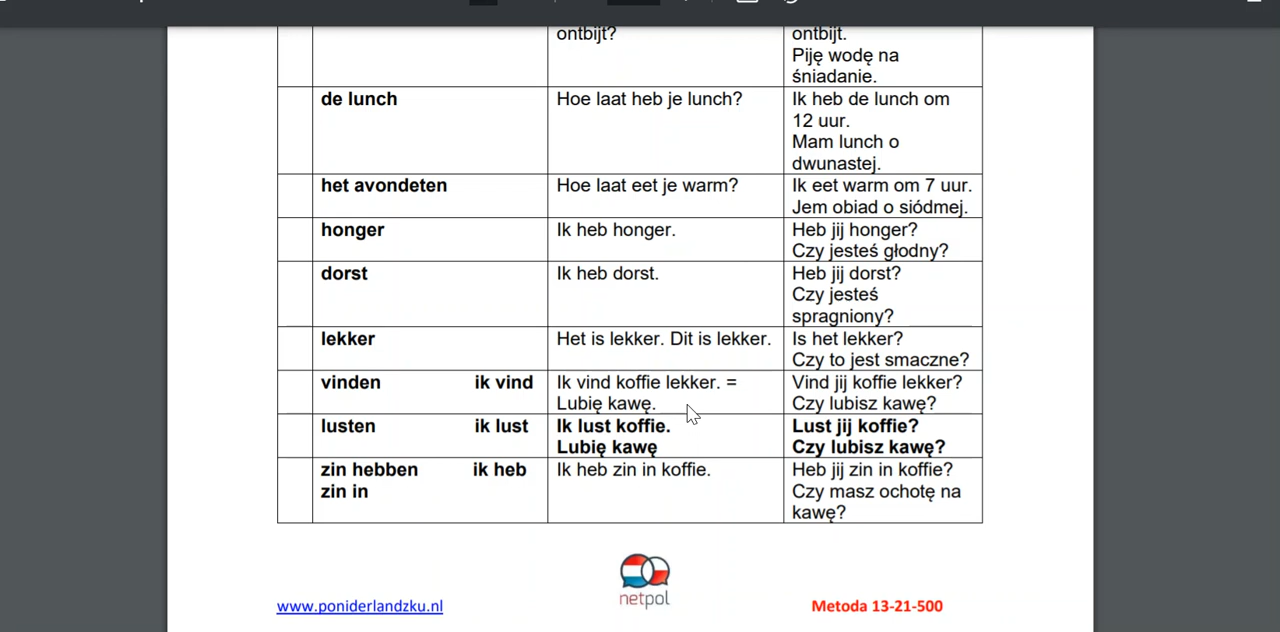 ontbijt?
ontbijt.
Piję wodę na
śniadanie.
de lunch
Hoe laat heb je lunch?
Ik heb de lunch om
12 uur.
Mam lunch o
dwunastej.
het avondeten
Hoe laat eet je warm?
Ik eet warm om 7 uur.
Jem obiad o siódmej.
honger
Ik heb honger.
Heb jij honger?
Czy jesteś głodny?
dorst
Ik heb dorst.
Heb jij dorst?
Czy jesteś
spragniony?
lekker
Het is lekker. Dit is lekker.
Is het lekker?
Czy to jest smaczne?
vinden ik vind
Ik vind koffie lekker. =
Lubię kawę.
Vind jij koffie lekker?
Czy lubisz kawę?
lusten ik lust
Ik lust koffie.
Lubię kawę
Lust jij koffie?
Czy lubisz kawę?
zin hebben ik heb
zin in
Ik heb zin in koffie.
Heb jij zin in koffie?
Czy masz ochotę na
kawę?
netpol
www.poniderlandzku.nl
Metoda 13-21-500